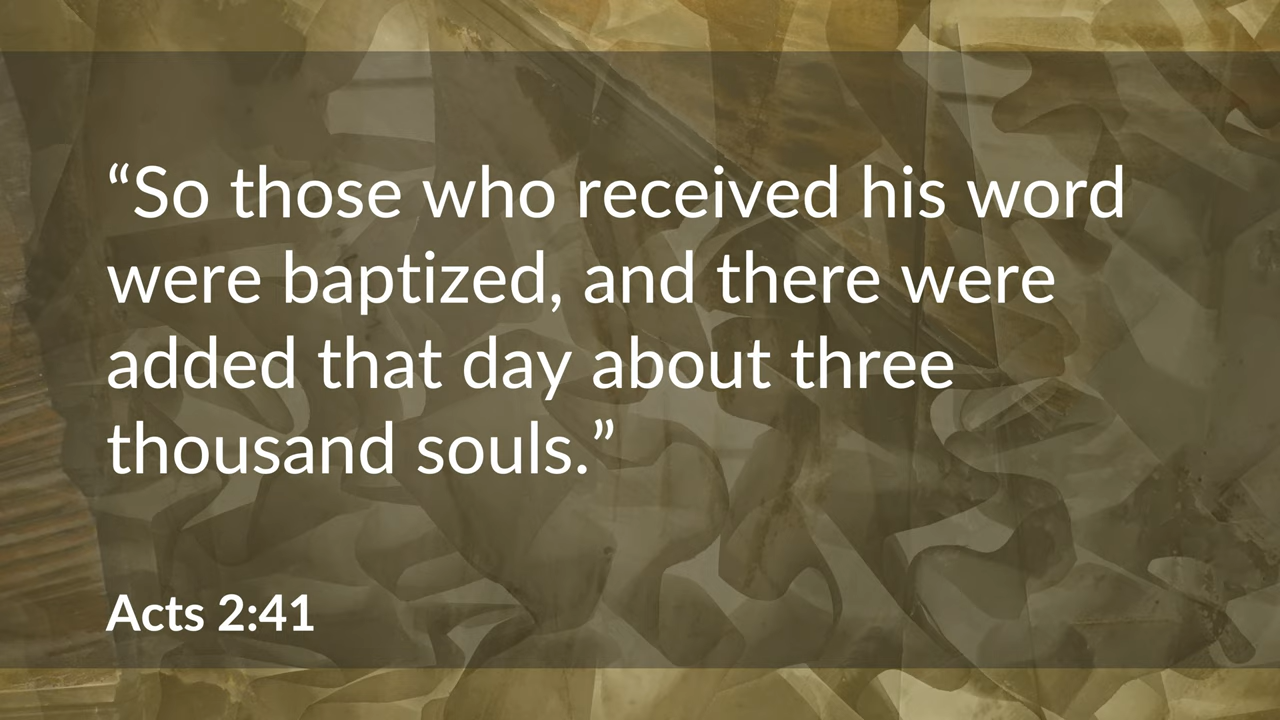 “So those who received his word
were baptized, and there were
added that day about three
thousand souls.”
Acts 2:41